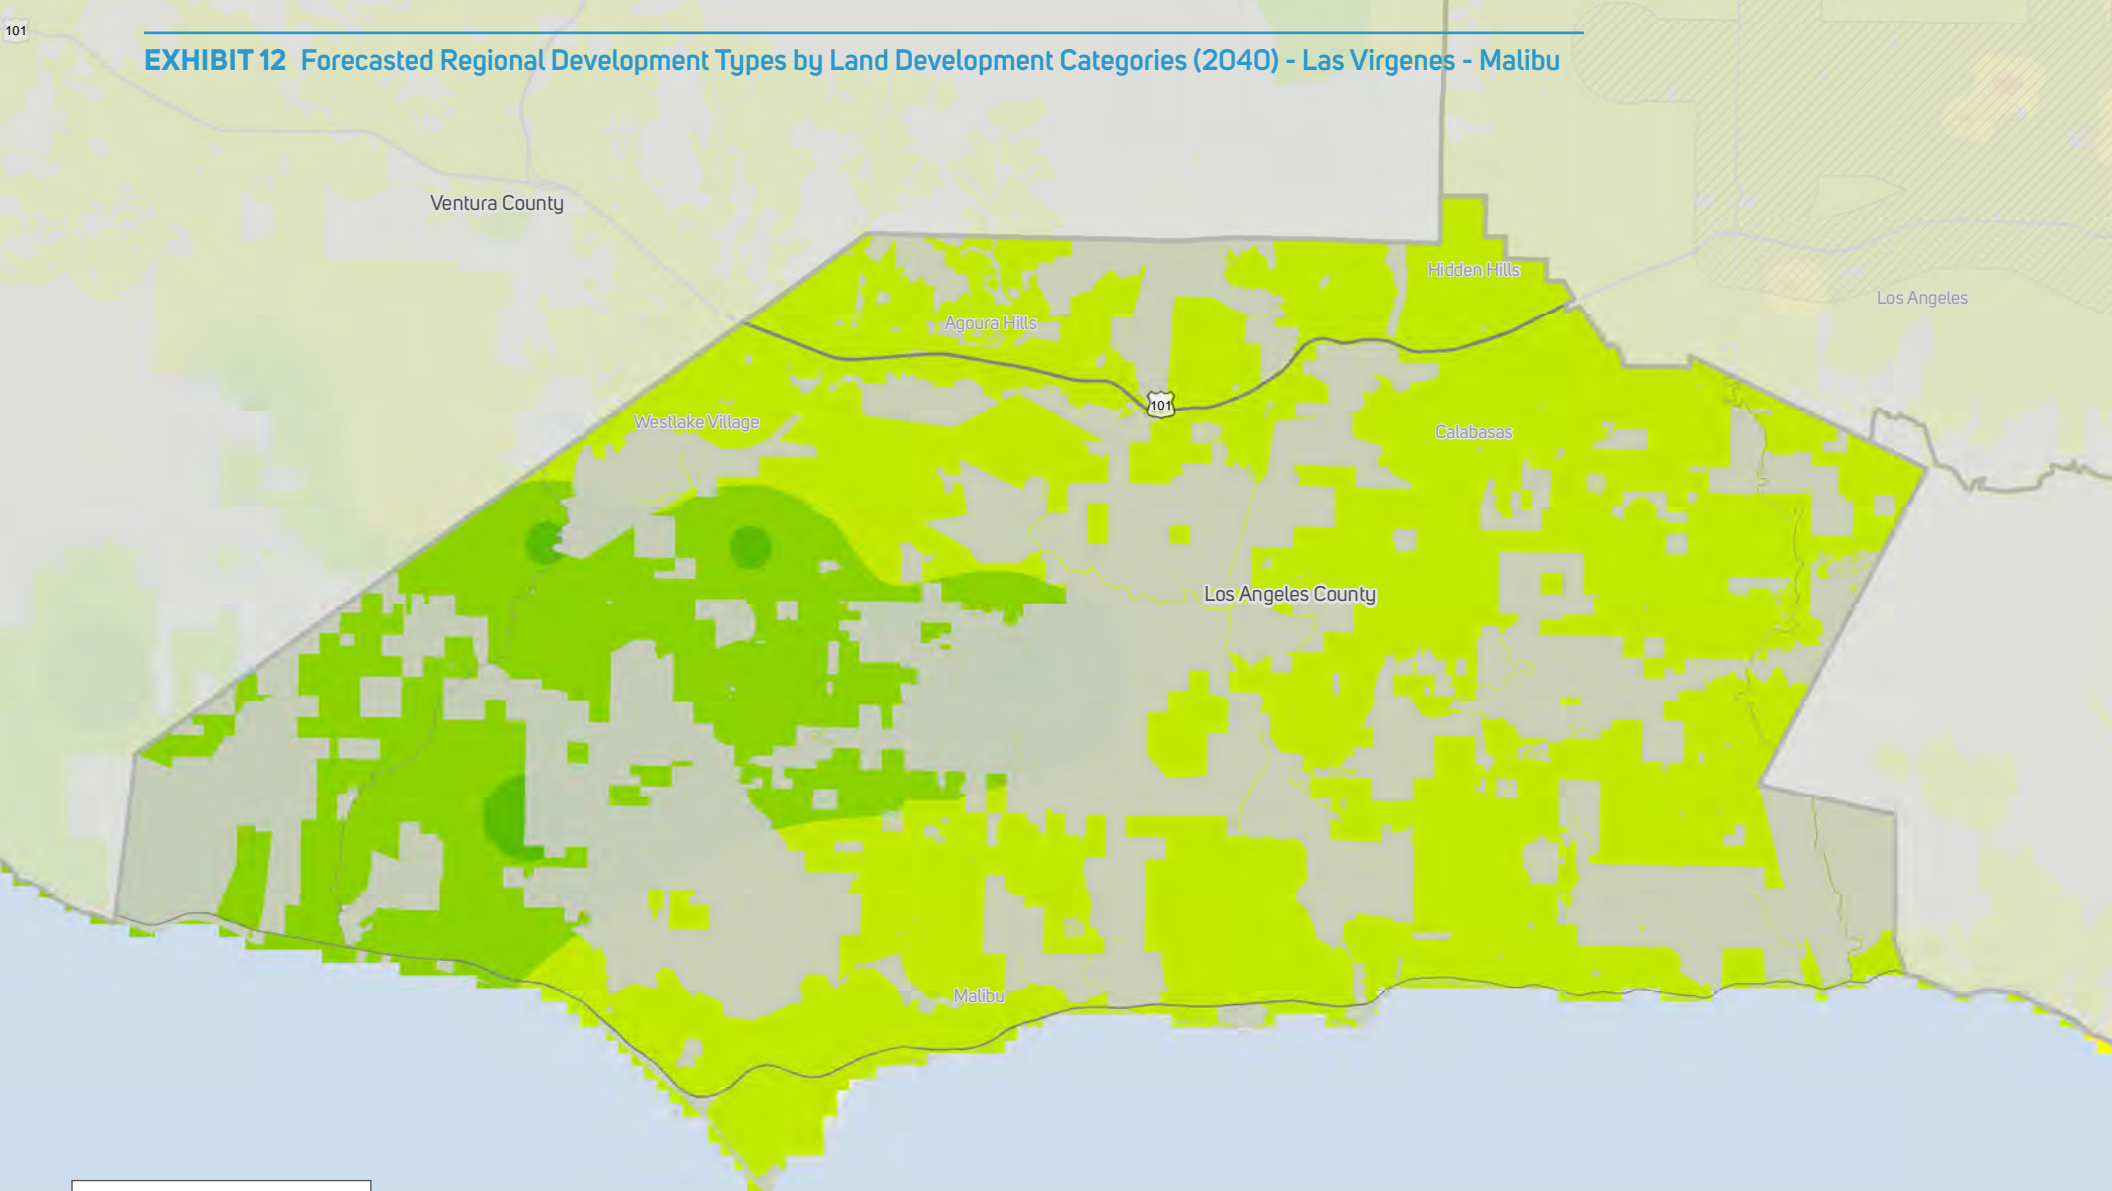 101
EXHIBIT 12 Forecasted Regional Development Types by Land Development Categories (2040) - Las Virgenes - Malibu
Ventura County
Hidden Hills
Los Angeles
Agoura Hills
101
Westlake Village
Calabasas
Los Angeles County
Malibu